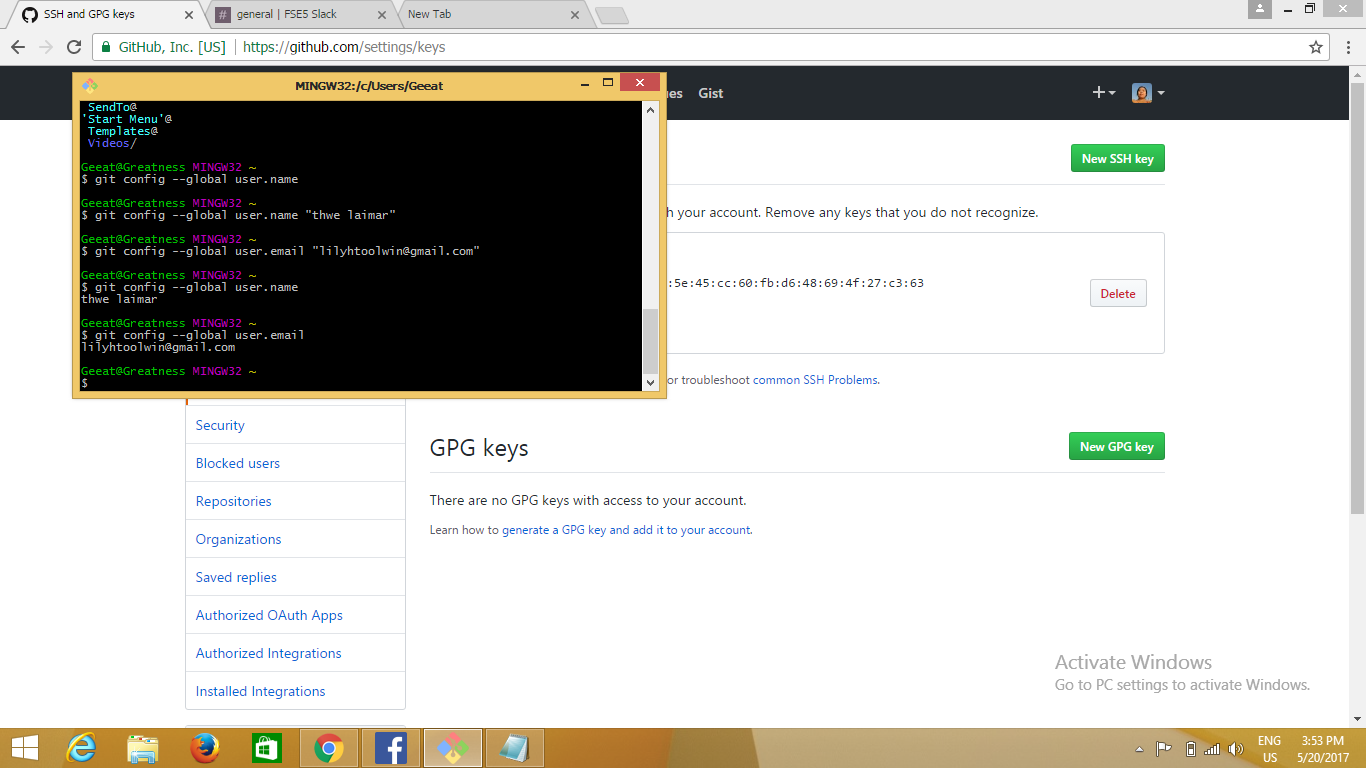 SSH and GPG keys
general | FSE5 Slack
New Tab
GitHub, Inc. [US]
https://github.com/settings/keys
MINGW32:/c/Users/Geeat
Gist
SendTo@
'Start Menu'@
Templates@
Videos/
Geeat@Greatness MINGW32 ~
$ git config --global user.name
Geeat@Greatness MINGW32 ~
$ git config --global user.name "thwe laimar"
Geeat@Greatness MINGW32 ~
$ git config --global user.email "lilyhtoolwin@gmail.com"
Geeat@Greatness MINGW32 ~
$ git config --global user.name
thwe laimar
Geeat@Greatness MINGW32 ~
$ git config --global user.email
lilyhtoolwin@gmail.com
Geeat@Greatness MINGW32 ~
$
New SSH key
h your account. Remove any keys that you do not recognize.
:5e:45:cc:60:fb:d6:48:69:4f:27:c3:63
Delete
or troubleshoot common SSH Problems.
Security
Blocked users
Repositories
Organizations
Saved replies
Authorized OAuth Apps
Authorized Integrations
Installed Integrations
GPG keys
New GPG key
There are no GPG keys with access to your account.
Learn how to generate a GPG key and add it to your account.
Activate Windows
Go to PC settings to activate Windows.
ENG
US
3:53 PM
5/20/2017